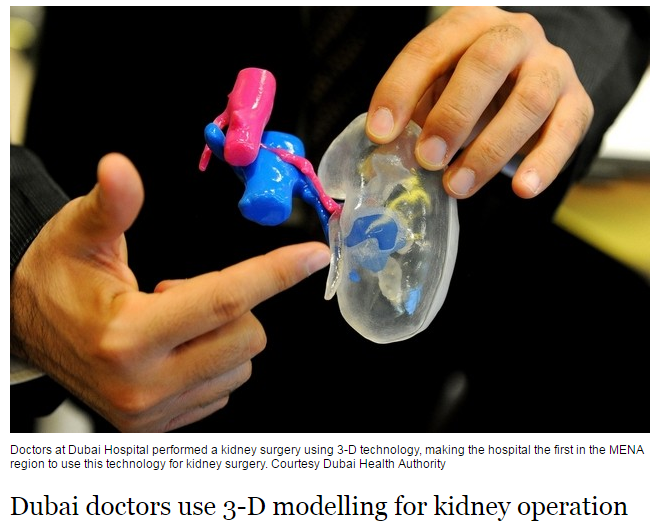 Doctors at Dubai Hospital performed a kidney surgery using 3-D technology, making the hospital the first in the MENA
region to use this technology for kidney surgery. Courtesy Dubai Health Authority
Dubai doctors use 3-D modelling for kidney operation